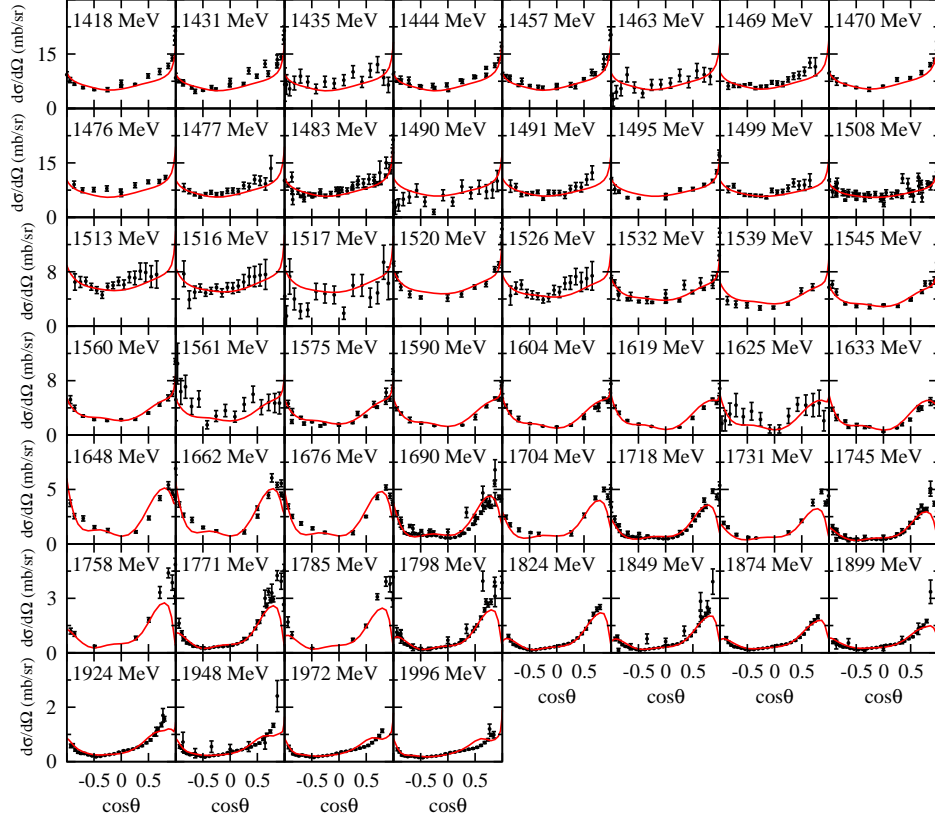 1418 MeV 1431 MeV 1435 MeV 1444 MeV 1457 MeV 1463 MeV 1469 MeV 1470 MeV
dσ/dΩ (mb/sr)
15
0
1476 MeV 1477 MeV 1483 MeV 1490 MeV 1491 MeV 1495 MeV 1499 MeV 1508 MeV
dσ/dΩ (mb/sr)
15
0
1513 MeV 1516 MeV 1517 MeV 1520 MeV 1526 MeV 1532 MeV 1539 MeV 1545 MeV
dσ/dΩ (mb/sr)
8
0
1560 MeV 1561 MeV 1575 MeV 1590 MeV 1604 MeV 1619 MeV 1625 MeV 1633 MeV
dσ/dΩ (mb/sr)
8
0
1648 MeV 1662 MeV 1676 MeV 1690 MeV 1704 MeV 1718 MeV 1731 MeV 1745 MeV
dσ/dΩ (mb/sr)
5
0
1758 MeV 1771 MeV 1785 MeV 1798 MeV 1824 MeV 1849 MeV 1874 MeV 1899 MeV
dσ/dΩ (mb/sr)
3
0
1924 MeV 1948 MeV 1972 MeV 1996 MeV
dσ/dΩ (mb/sr)
2
0
-0.5 0 0.5 -0.5 0 0.5 -0.5 0 0.5 -0.5 0 0.5
cosθ cosθ cosθ cosθ
-0.5 0 0.5 -0.5 0 0.5 -0.5 0 0.5 -0.5 0 0.5
cosθ cosθ cosθ cosθ